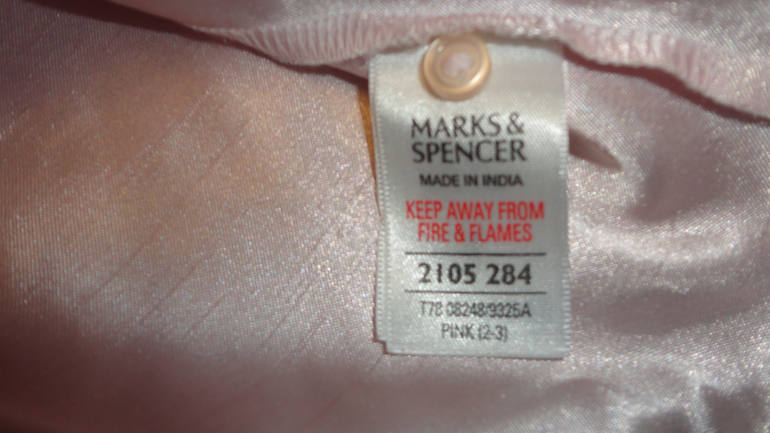 MARKS &
SPENCER
MADE IN INDIA
KEEP AWAY FROM
FIRE & FLAMES
2105 284
T78 08248/9325A
PINK (2-3)